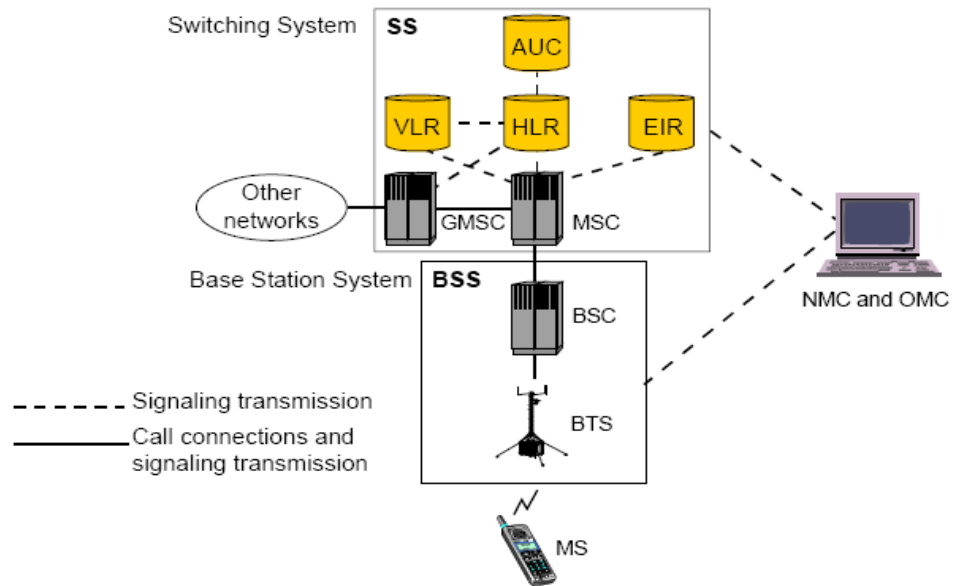 Switching System
SS
AUC
VLR
HLR
EIR
Other
networks
GMSC
MSC
Base Station System
BSS
NMC and OMC
BSC
Signaling transmission
BTS
Call connections and
signaling transmission
MS